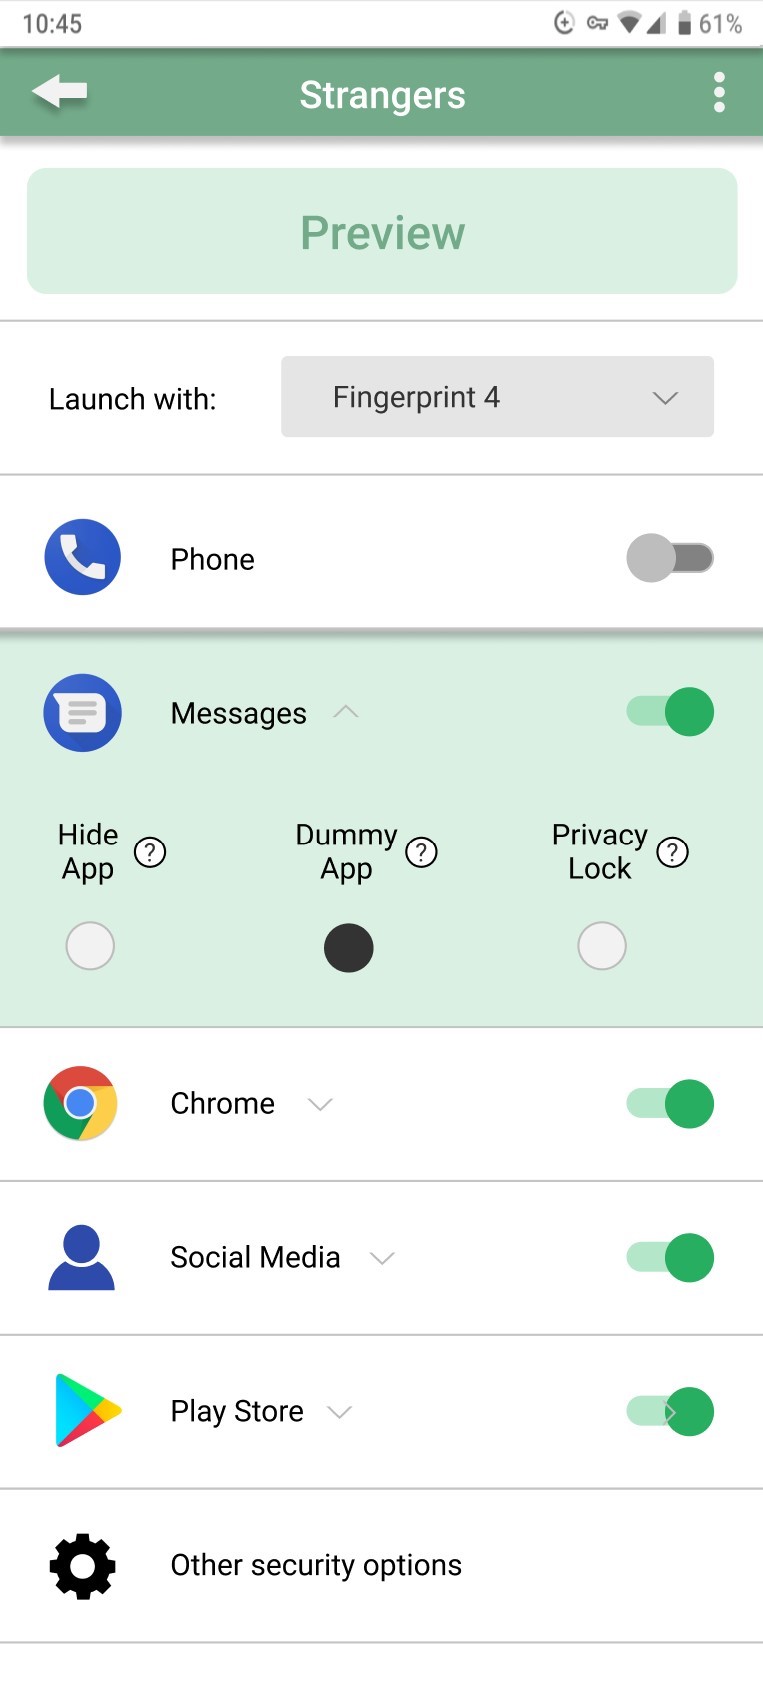 10:45
61%
Strangers
Preview
Launch with:
Fingerprint 4
Phone
Messages
Hide
App
?
Dummy
App
?
Privacy
Lock
?
Chrome
Social Media
Play Store
Other security options